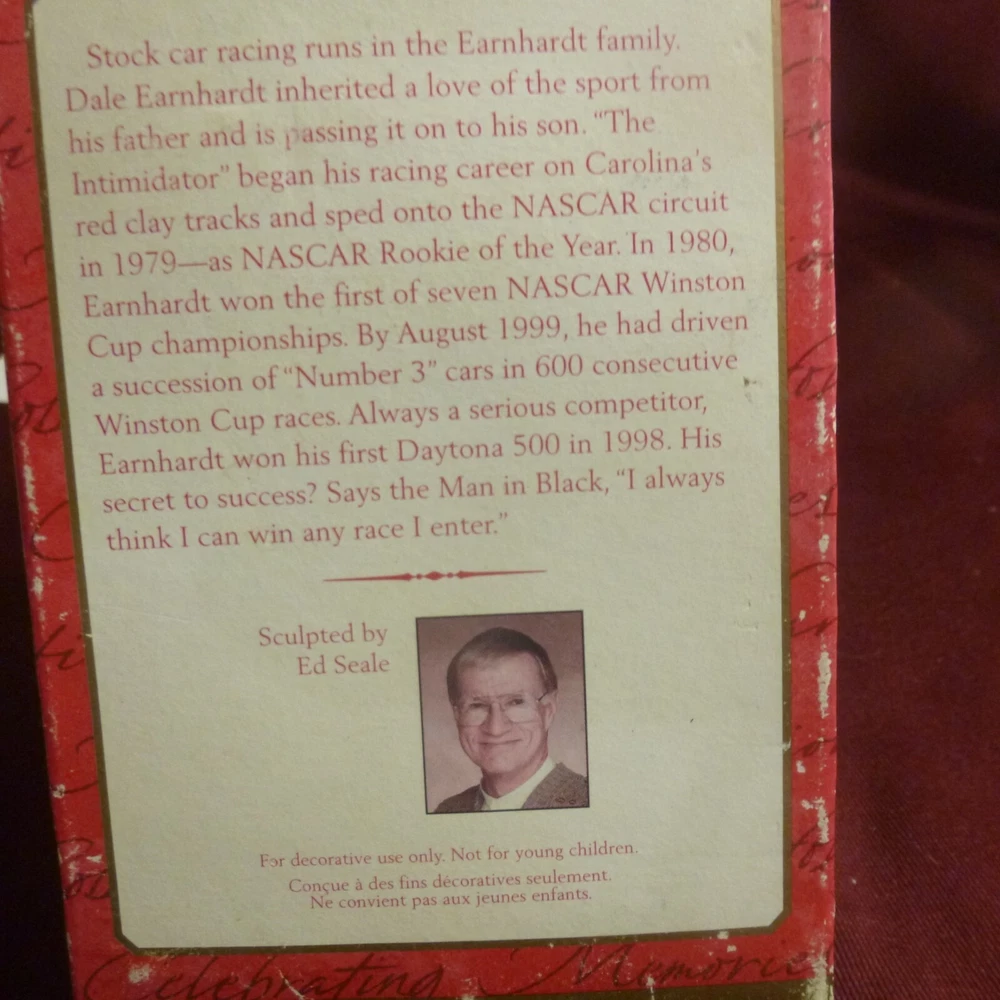 Stock car racing runs in the Earnhardt family.
Dale Earnhardt inherited a love of the sport from
his father and is passing it on to his son. “The
Intimidator” began his racing career on Carolina's
red clay tracks and sped onto the NASCAR circuit
in 1979—as NASCAR Rookie of the Year. In 1980,
Earnhardt won the first of seven NASCAR Winston
Cup championships. By August 1999, he had driven
a succession of “Number 3” cars in 600 consecutive
Winston Cup races. Always a serious competitor,
Earnhardt won his first Daytona 500 in 1998. His
secret to success? Says the Man in Black, “I always
think I can win any race I enter.”
Sculpted by
Ed Seale
For decorative use only. Not for young children.
Conçue à des fins décoratives seulement.
Ne convient pas aux jeunes enfants.
Celebrating Memorie